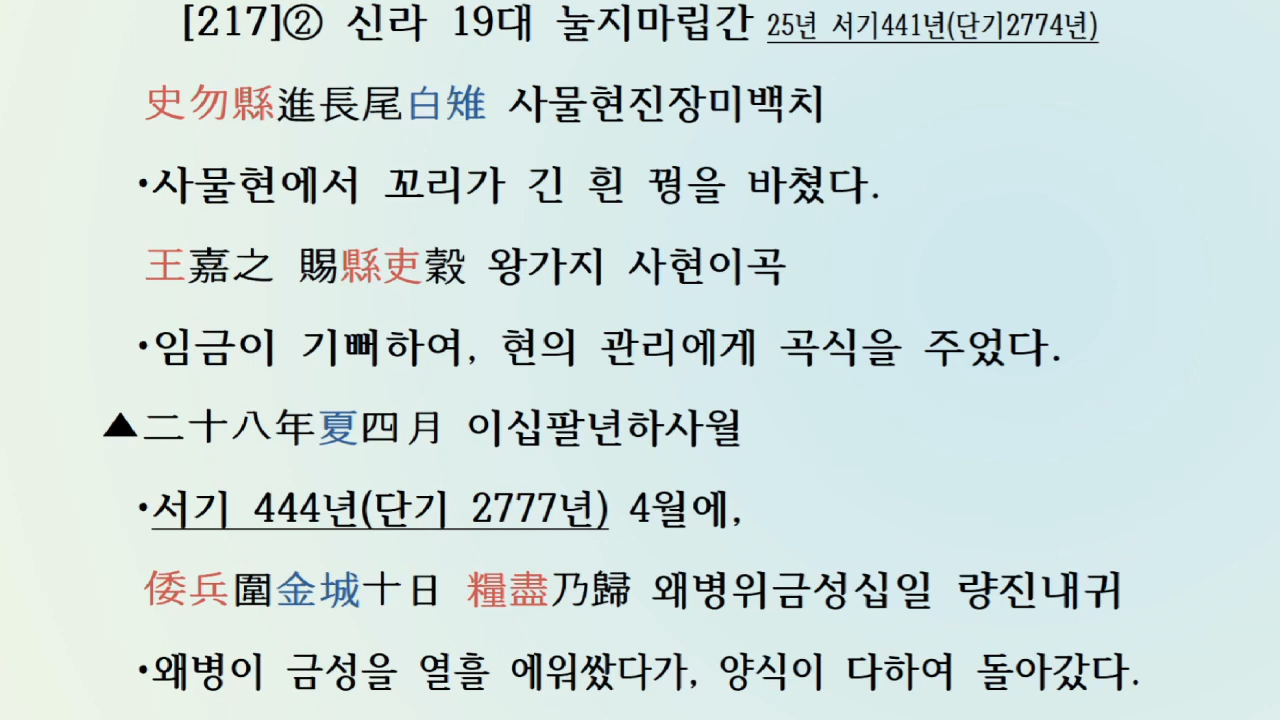 [217]② 신라 19대 눌지마립간 25년 서기441년(단기2774년)
史勿縣進長尾白雉 사물현진장미백치
•사물현에서 꼬리가 긴 흰 꿩을 바쳤다.
王嘉之 賜縣吏穀 왕가지 사현이곡
•임금이 기뻐하여, 현의 관리에게 곡식을 주었다.
▲二十八年夏四月 이십팔년하사월
•서기 444년(단기 2777년) 4월에,
倭兵圍金城十日 糧盡乃歸 왜병위금성십일 량진내귀
•왜병이 금성을 열흘 에워쌌다가, 양식이 다하여 돌아갔다.